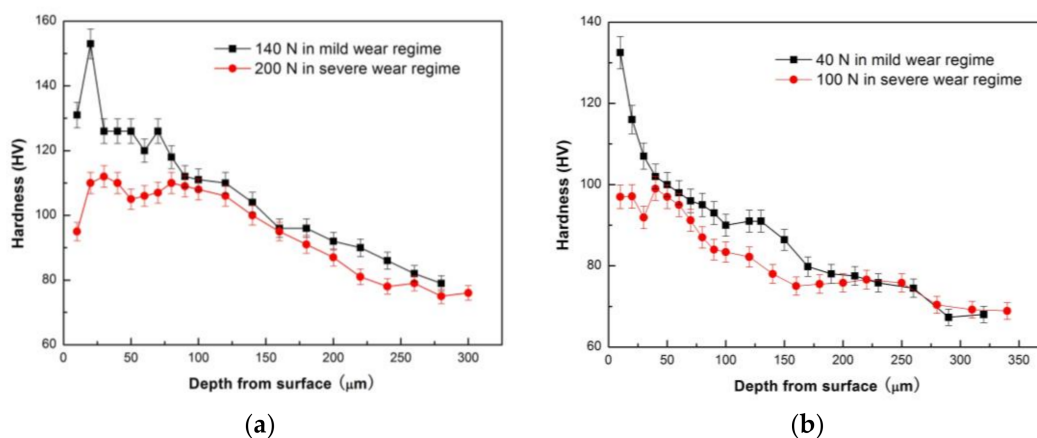 160
140
120
100
80
60
Hardness (HV)
140 N in mild wear regime
200 N in severe wear regime
0 50 100 150 200 250 300
Depth from surface (μm)
(a)
140
120
100
80
60
Hardness (HV)
40 N in mild wear regime
100 N in severe wear regime
0 50 100 150 200 250 300 350
Depth from surface (μm)
(b)